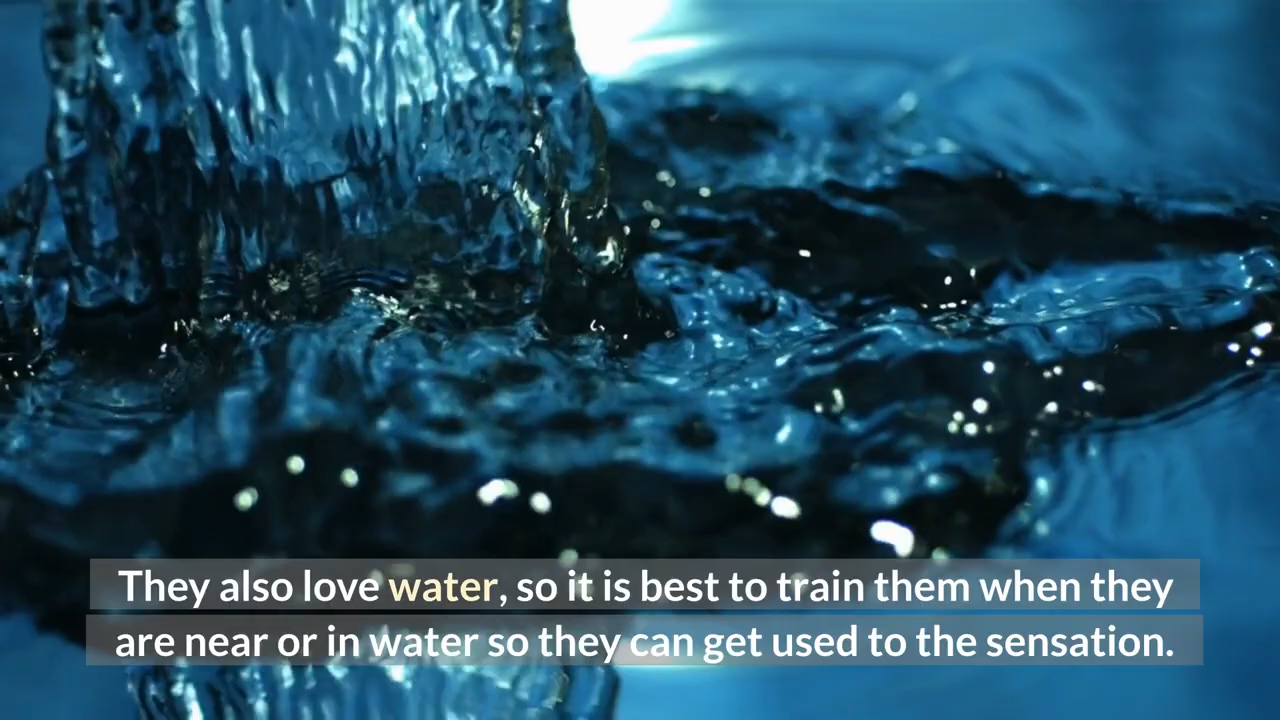 They also love water, so it is best to train them when they
are near or in water so they can get used to the sensation.